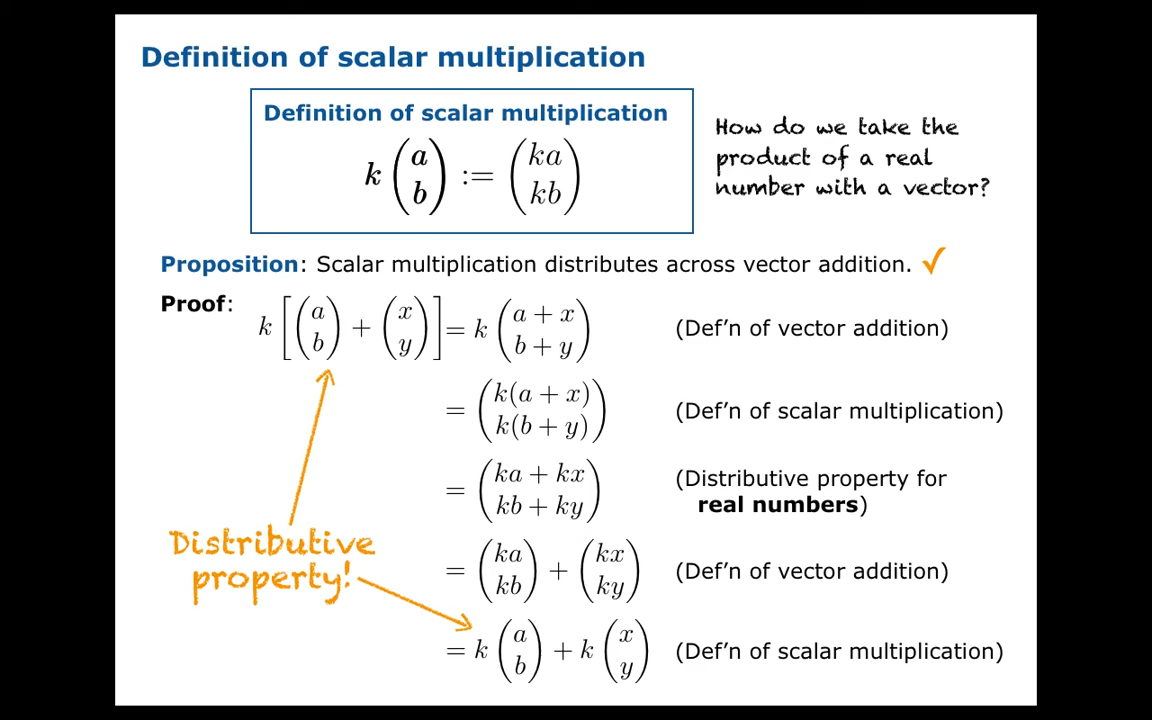 Definition of scalar multiplication
Definition of scalar multiplication
k (a b) := (ka kb)
How do we take the
product of a real
number with a vector?
Proposition: Scalar multiplication distributes across vector addition. ✓
Proof:
k [(a b) + (x y)] = k (a + x b + y) (Def'n of vector addition)
= (k(a + x) k(b + y)) (Def'n of scalar multiplication)
= (ka + kx kb + ky) (Distributive property for
real numbers)
Distributive
property!
= (ka kb) + (kx ky) (Def'n of vector addition)
= k (a b) + k (x y) (Def'n of scalar multiplication)